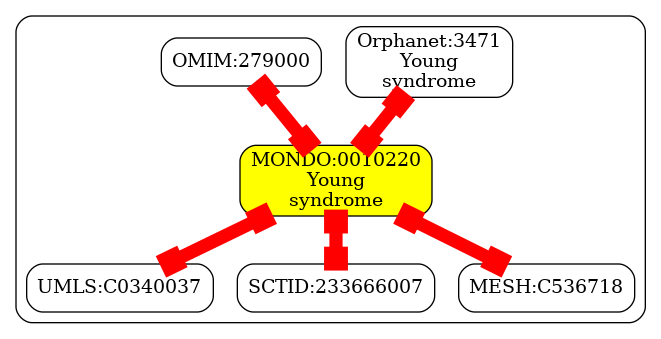 OMIM:279000
Orphanet:3471
Young
syndrome
MONDO:0010220
Young
syndrome
UMLS:C0340037
SCTID:233666007
MESH:C536718